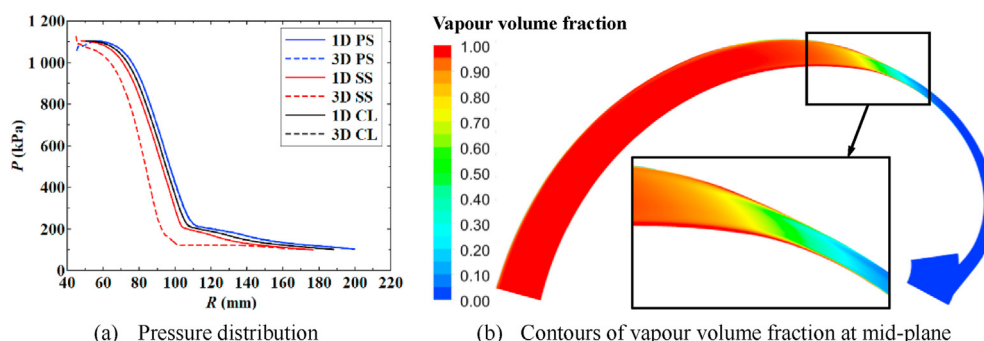 1 100
1 000
800
600
400
200
0
P (kPa)
1D PS
3D PS
1D SS
3D SS
1D CL
3D CL
40 60 80 100 120 140 160 180 200 220
R (mm)
(a) Pressure distribution
Vapour volume fraction
1.00
0.90
0.80
0.70
0.60
0.50
0.40
0.30
0.20
0.10
0.00
(b) Contours of vapour volume fraction at mid-plane